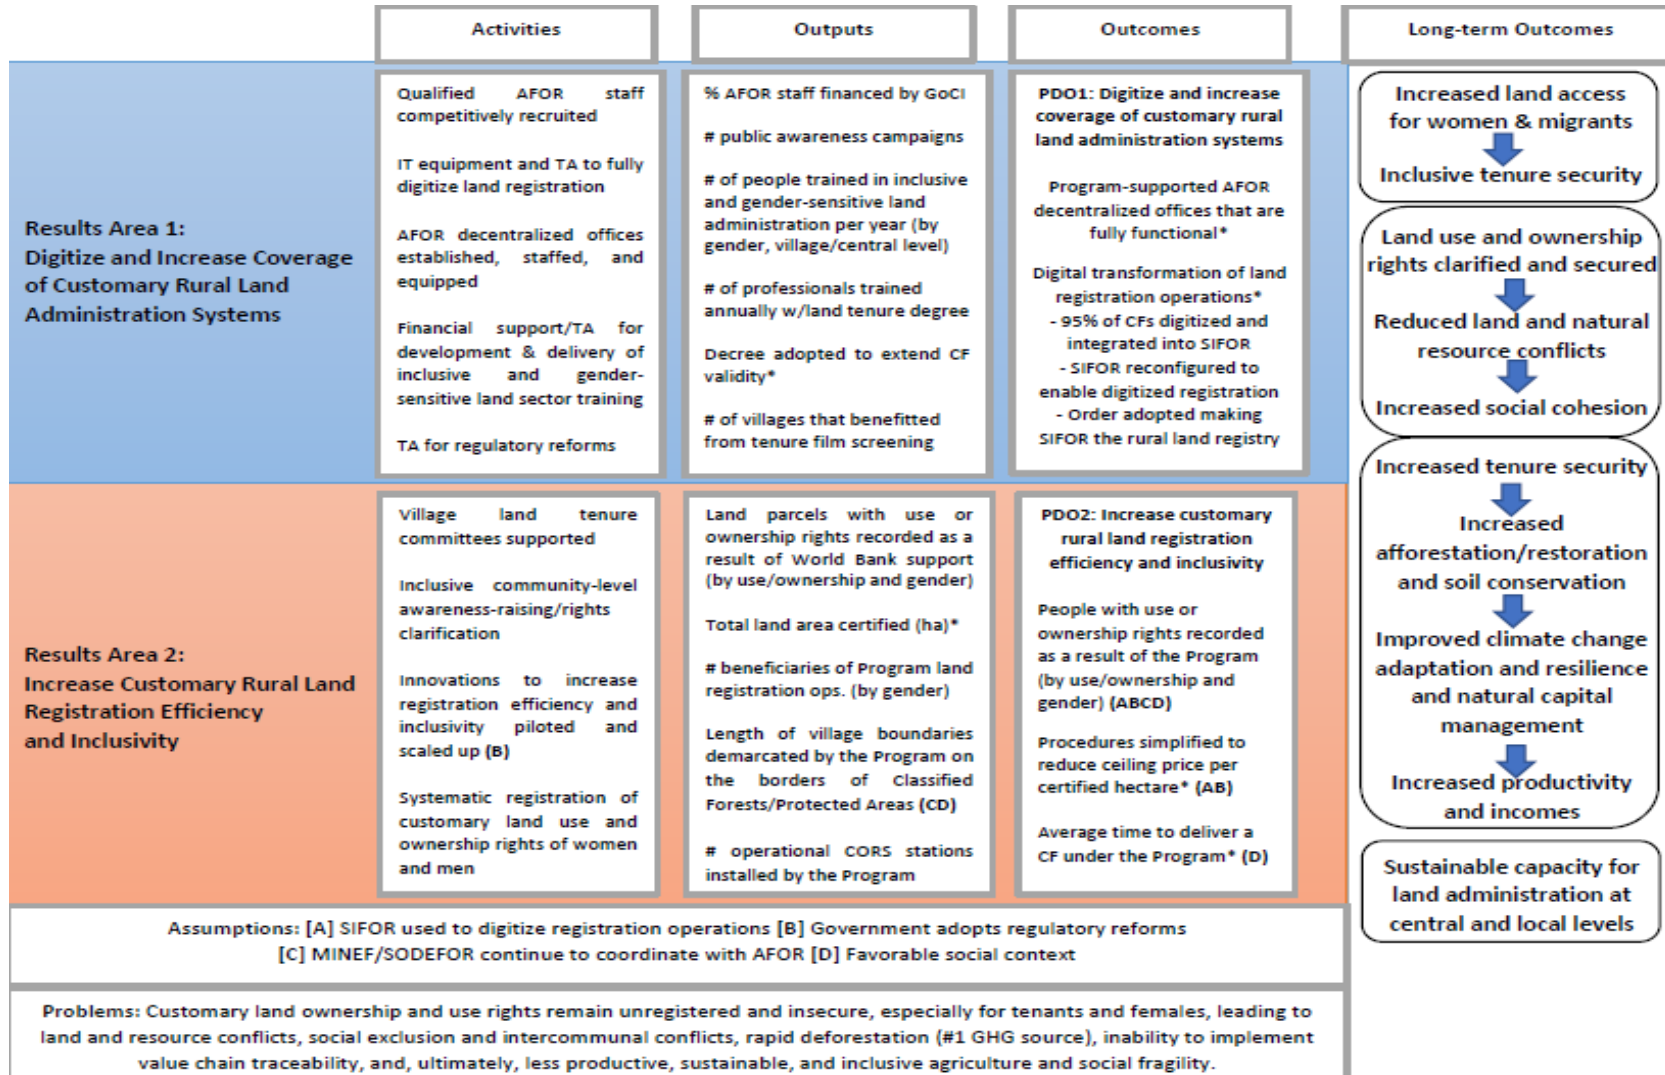 Activities
Outputs
Outcomes
Long-term Outcomes
Results Area 1:
Digitize and Increase Coverage
of Customary Rural Land
Administration Systems
Qualified AFOR staff
competitively recruited
IT equipment and TA to fully
digitize land registration
AFOR decentralized offices
established, staffed, and
equipped
Financial support/TA for
development & delivery of
inclusive and gender-
sensitive land sector training
TA for regulatory reforms
% AFOR staff financed by GoCI
# public awareness campaigns
# of people trained in inclusive
and gender-sensitive land
administration per year (by
gender, village/central level)
# of professionals trained
annually w/land tenure degree
Decree adopted to extend CF
validity*
# of villages that benefitted
from tenure film screening
PDO1: Digitize and increase
coverage of customary rural
land administration systems
Program-supported AFOR
decentralized offices that are
fully functional*
Digital transformation of land
registration operations*
- 95% of CFs digitized and
integrated into SIFOR
- SIFOR reconfigured to
enable digitized registration
- Order adopted making
SIFOR the rural land registry
Results Area 2:
Increase Customary Rural Land
Registration Efficiency
and Inclusivity
Village land tenure
committees supported
Inclusive community-level
awareness-raising/rights
clarification
Innovations to increase
registration efficiency and
inclusivity piloted and
scaled up (B)
Systematic registration of
customary land use and
ownership rights of women
and men
Land parcels with use or
ownership rights recorded as a
result of World Bank support
(by use/ownership and gender)
Total land area certified (ha)*
# beneficiaries of Program land
registration ops. (by gender)
Length of village boundaries
demarcated by the Program on
the borders of Classified
Forests/Protected Areas (CD)
# operational CORS stations
installed by the Program
PDO2: Increase customary
rural land registration
efficiency and inclusivity
People with use or
ownership rights recorded
as a result of the Program
(by use/ownership and
gender) (ABCD)
Procedures simplified to
reduce ceiling price per
certified hectare* (AB)
Average time to deliver a
CF under the Program* (D)
Increased land access
for women & migrants
Inclusive tenure security
Land use and ownership
rights clarified and secured
Reduced land and natural
resource conflicts
Increased social cohesion
Increased tenure security
Increased
afforestation/restoration
and soil conservation
Improved climate change
adaptation and resilience
and natural capital
management
Increased productivity
and incomes
Sustainable capacity for
land administration at
central and local levels
Assumptions: [A] SIFOR used to digitize registration operations [B] Government adopts regulatory reforms
[C] MINEF/SODEFOR continue to coordinate with AFOR [D] Favorable social context
Problems: Customary land ownership and use rights remain unregistered and insecure, especially for tenants and females, leading to
land and resource conflicts, social exclusion and intercommunal conflicts, rapid deforestation (#1 GHG source), inability to implement
value chain traceability, and, ultimately, less productive, sustainable, and inclusive agriculture and social fragility.